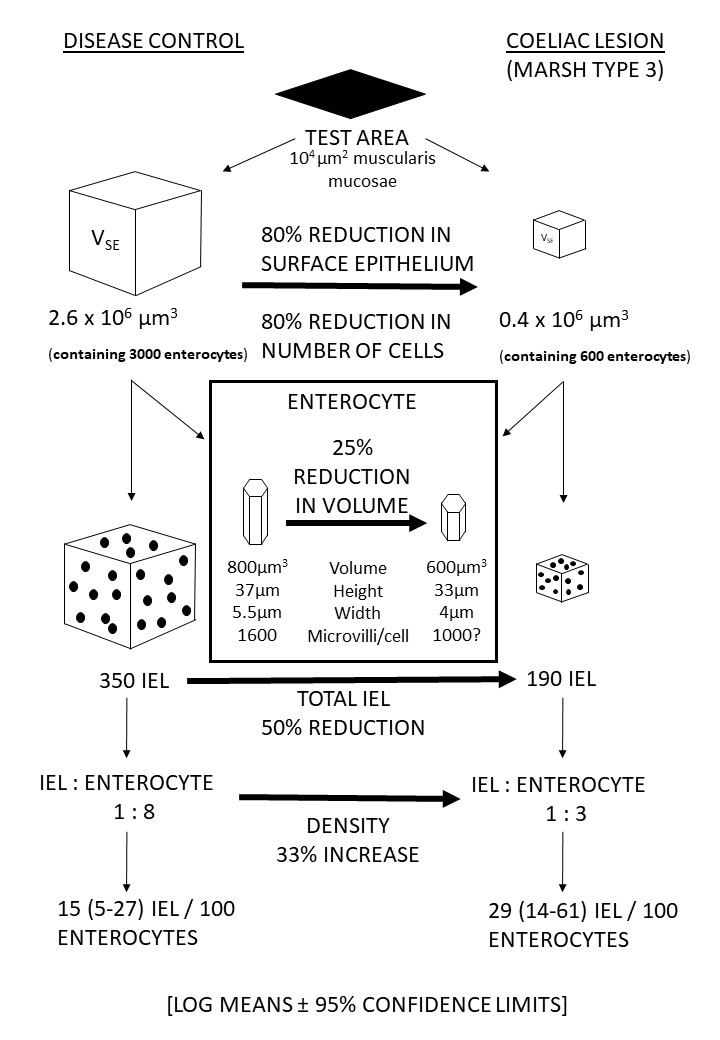 DISEASE CONTROL
COELIAC LESION
(MARSH TYPE 3)
TEST AREA
10⁴ µm² muscularis
mucosae
V_SE
V_SE
80% REDUCTION IN
SURFACE EPITHELIUM
2.6 x 10⁶ µm³
(containing 3000 enterocytes)
80% REDUCTION IN
NUMBER OF CELLS
0.4 x 10⁶ µm³
(containing 600 enterocytes)
ENTEROCYTE
25%
REDUCTION
IN VOLUME
800µm³ Volume 600µm³
37µm Height 33µm
5.5µm Width 4µm
1600 Microvilli/cell 1000?
350 IEL
190 IEL
TOTAL IEL
50% REDUCTION
IEL : ENTEROCYTE
1 : 8
IEL : ENTEROCYTE
1 : 3
DENSITY
33% INCREASE
15 (5-27) IEL / 100
ENTEROCYTES
29 (14-61) IEL / 100
ENTEROCYTES
[LOG MEANS ± 95% CONFIDENCE LIMITS]